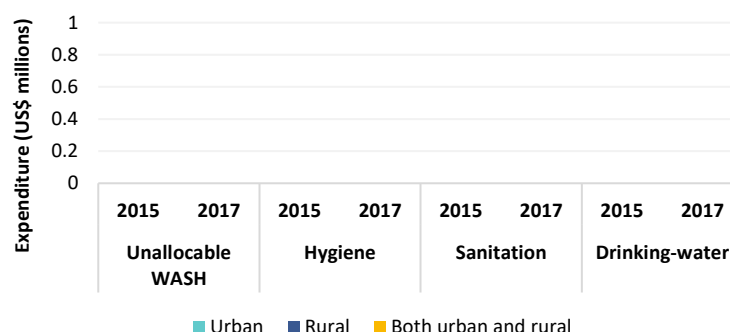 Expenditure (US$ millions)
1
0.8
0.6
0.4
0.2
0
2015 2017 2015 2017 2015 2017 2015 2017
Unallocable WASH
Hygiene
Sanitation
Drinking-water
Urban Rural Both urban and rural